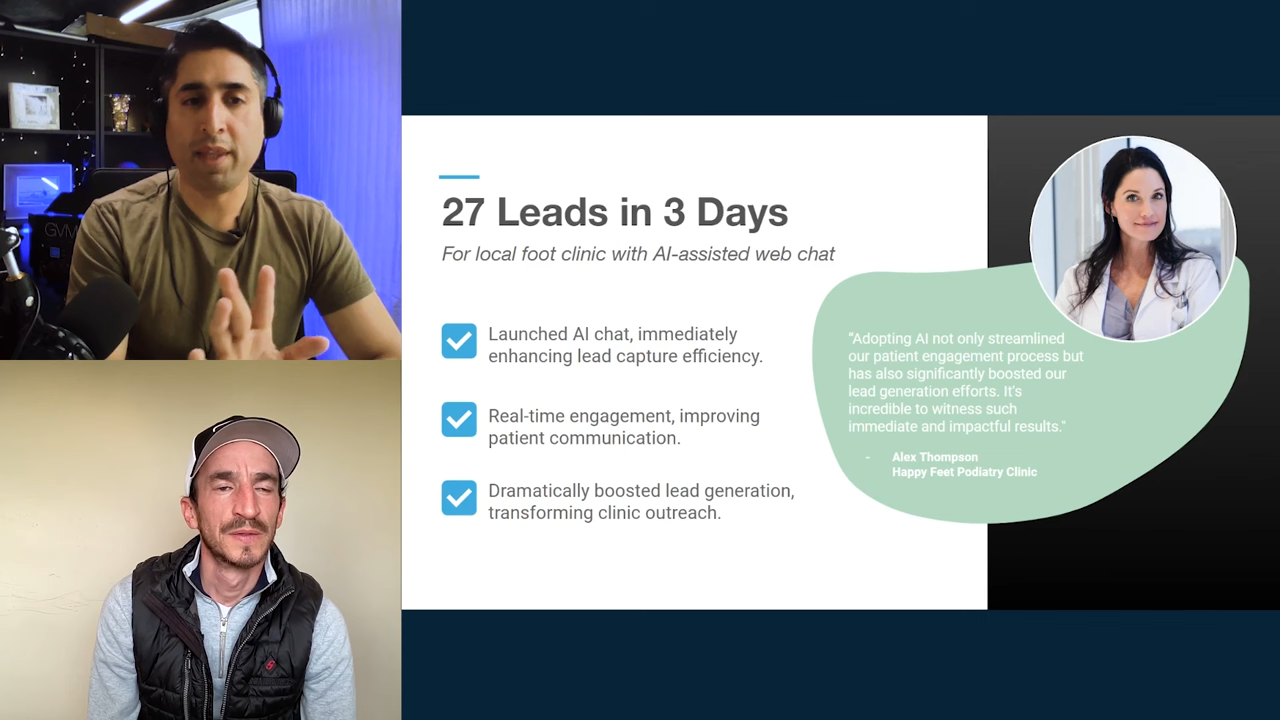 GVM
27 Leads in 3 Days
For local foot clinic with AI-assisted web chat
Launched AI chat, immediately
enhancing lead capture efficiency.
Real-time engagement, improving
patient communication.
Dramatically boosted lead generation,
transforming clinic outreach.
"Adopting AI not only streamlined
our patient engagement process but
has also significantly boosted our
lead generation efforts. It's
incredible to witness such
immediate and impactful results."
- Alex Thompson
Happy Feet Podiatry Clinic